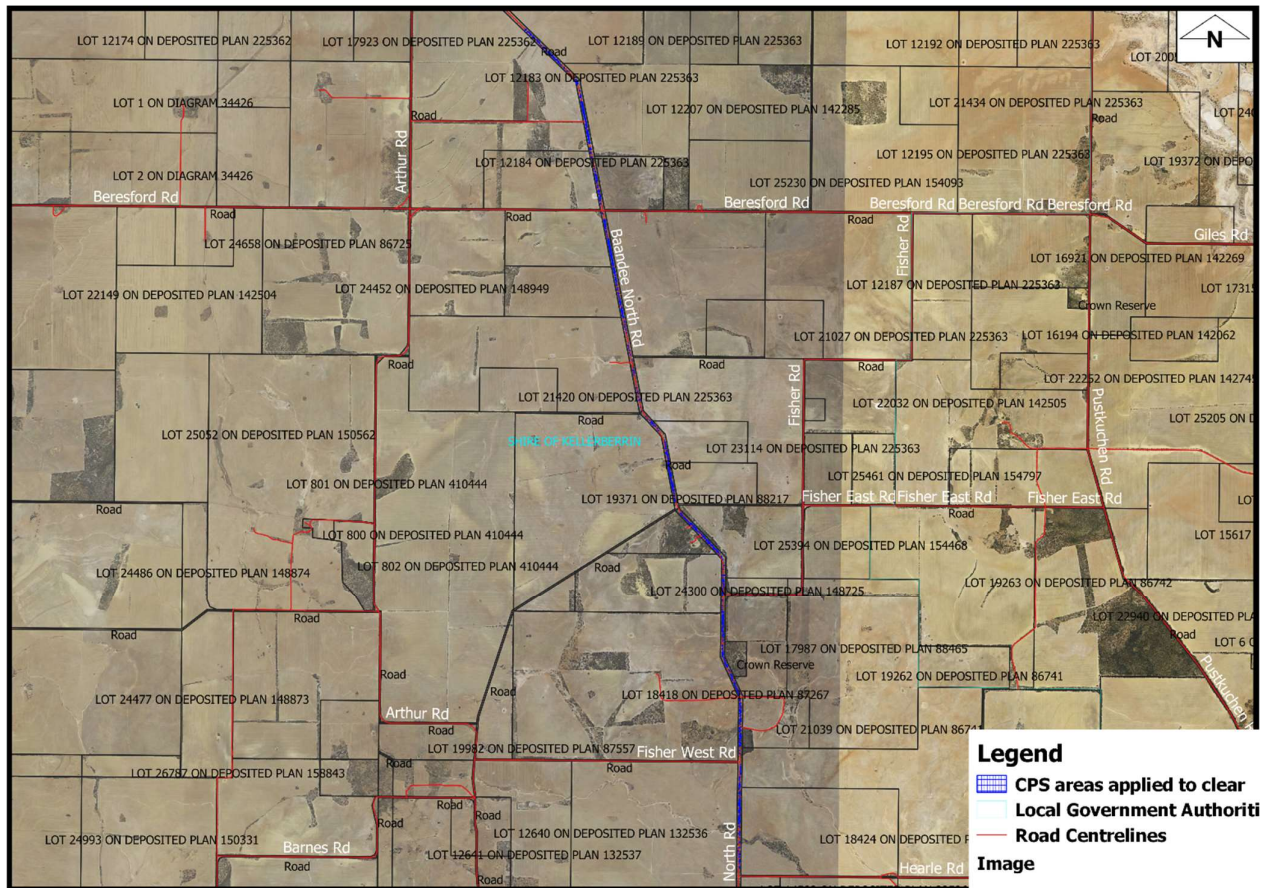 N
LOT 12174 ON DEPOSITED PLAN 225362
LOT 17923 ON DEPOSITED PLAN 225362
LOT 12189 ON DEPOSITED PLAN 225363
LOT 12192 ON DEPOSITED PLAN 225363
Road
LOT 12183 ON DEPOSITED PLAN 225363
LOT 1 ON DIAGRAM 34426
LOT 12207 ON DEPOSITED PLAN 142285
LOT 21434 ON DEPOSITED PLAN 225363
Road
Road
Arthur Rd
LOT 12184 ON DEPOSITED PLAN 225363
LOT 12195 ON DEPOSITED PLAN 225363
LOT 19372 ON DEPO
LOT 2 ON DIAGRAM 34426
LOT 25230 ON DEPOSITED PLAN 154093
Beresford Rd
Beresford Rd
Beresford Rd
Beresford Rd
Beresford Rd
Road
Road
Road
LOT 24658 ON DEPOSITED PLAN 86725
Baandee North Rd
Fisher Rd
Giles Rd
LOT 16921 ON DEPOSITED PLAN 142269
LOT 22149 ON DEPOSITED PLAN 142504
LOT 24452 ON DEPOSITED PLAN 148949
LOT 12187 ON DEPOSITED PLAN 225363
LOT 17315
Crown Reserve
LOT 21027 ON DEPOSITED PLAN 225363
LOT 16194 ON DEPOSITED PLAN 142062
Road
Road
Road
LOT 22252 ON DEPOSITED PLAN 142745
Fisher Rd
LOT 21420 ON DEPOSITED PLAN 225363
LOT 22032 ON DEPOSITED PLAN 142505
Pustkuchen Rd
Road
LOT 25205 ON D
LOT 25052 ON DEPOSITED PLAN 150562
SHIRE OF KELLERBERRIN
LOT 23114 ON DEPOSITED PLAN 225363
Road
LOT 801 ON DEPOSITED PLAN 410444
LOT 25461 ON DEPOSITED PLAN 154797
LOT 19371 ON DEPOSITED PLAN 88217
Fisher East Rd
Fisher East Rd
Fisher East Rd
LO
Road
Road
LOT 800 ON DEPOSITED PLAN 410444
LOT 25394 ON DEPOSITED PLAN 154468
LOT 15617
LOT 24486 ON DEPOSITED PLAN 148874
LOT 802 ON DEPOSITED PLAN 410444
Road
LOT 19263 ON DEPOSITED PLAN 86742
LOT 24300 ON DEPOSITED PLAN 148725
Road
LOT 22940 ON DEPOSITED PLA
Road
Road
LOT 6 O
LOT 17987 ON DEPOSITED PLAN 88465
Crown Reserve
Road
LOT 19262 ON DEPOSITED PLAN 86741
LOT 24477 ON DEPOSITED PLAN 148873
Road
LOT 18418 ON DEPOSITED PLAN 87267
Pustkuchen
Arthur Rd
Road
LOT 21039 ON DEPOSITED PLAN 86741
LOT 19982 ON DEPOSITED PLAN 87557
Fisher West Rd
Road
Road
LOT 26787 ON DEPOSITED PLAN 158843
Road
Road
Road
LOT 24993 ON DEPOSITED PLAN 150331
LOT 12640 ON DEPOSITED PLAN 132536
North Rd
LOT 18424 ON DEPOSITED P
Barnes Rd
LOT 12641 ON DEPOSITED PLAN 132537
Road
Road
Hearle Rd
Legend
CPS areas applied to clear
Local Government Authoriti
Road Centrelines
Image